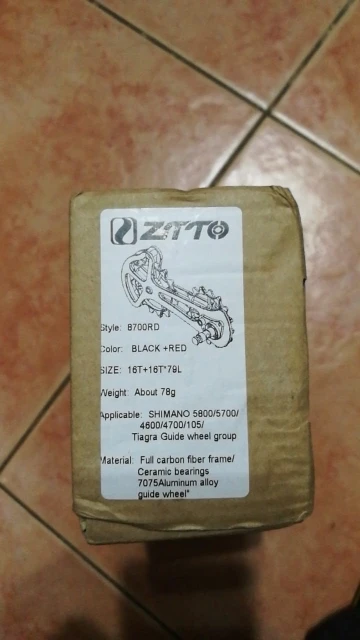 ZTTO
Style: 8700RD
Color: BLACK +RED
SIZE: 16T+16T*79L
Weight: About 78g
Applicable: SHIMANO 5800/5700/
4600/4700/105/
Tiagra Guide wheel group
Material: Full carbon fiber frame/
Ceramic bearings
7075Aluminum alloy
guide wheel*